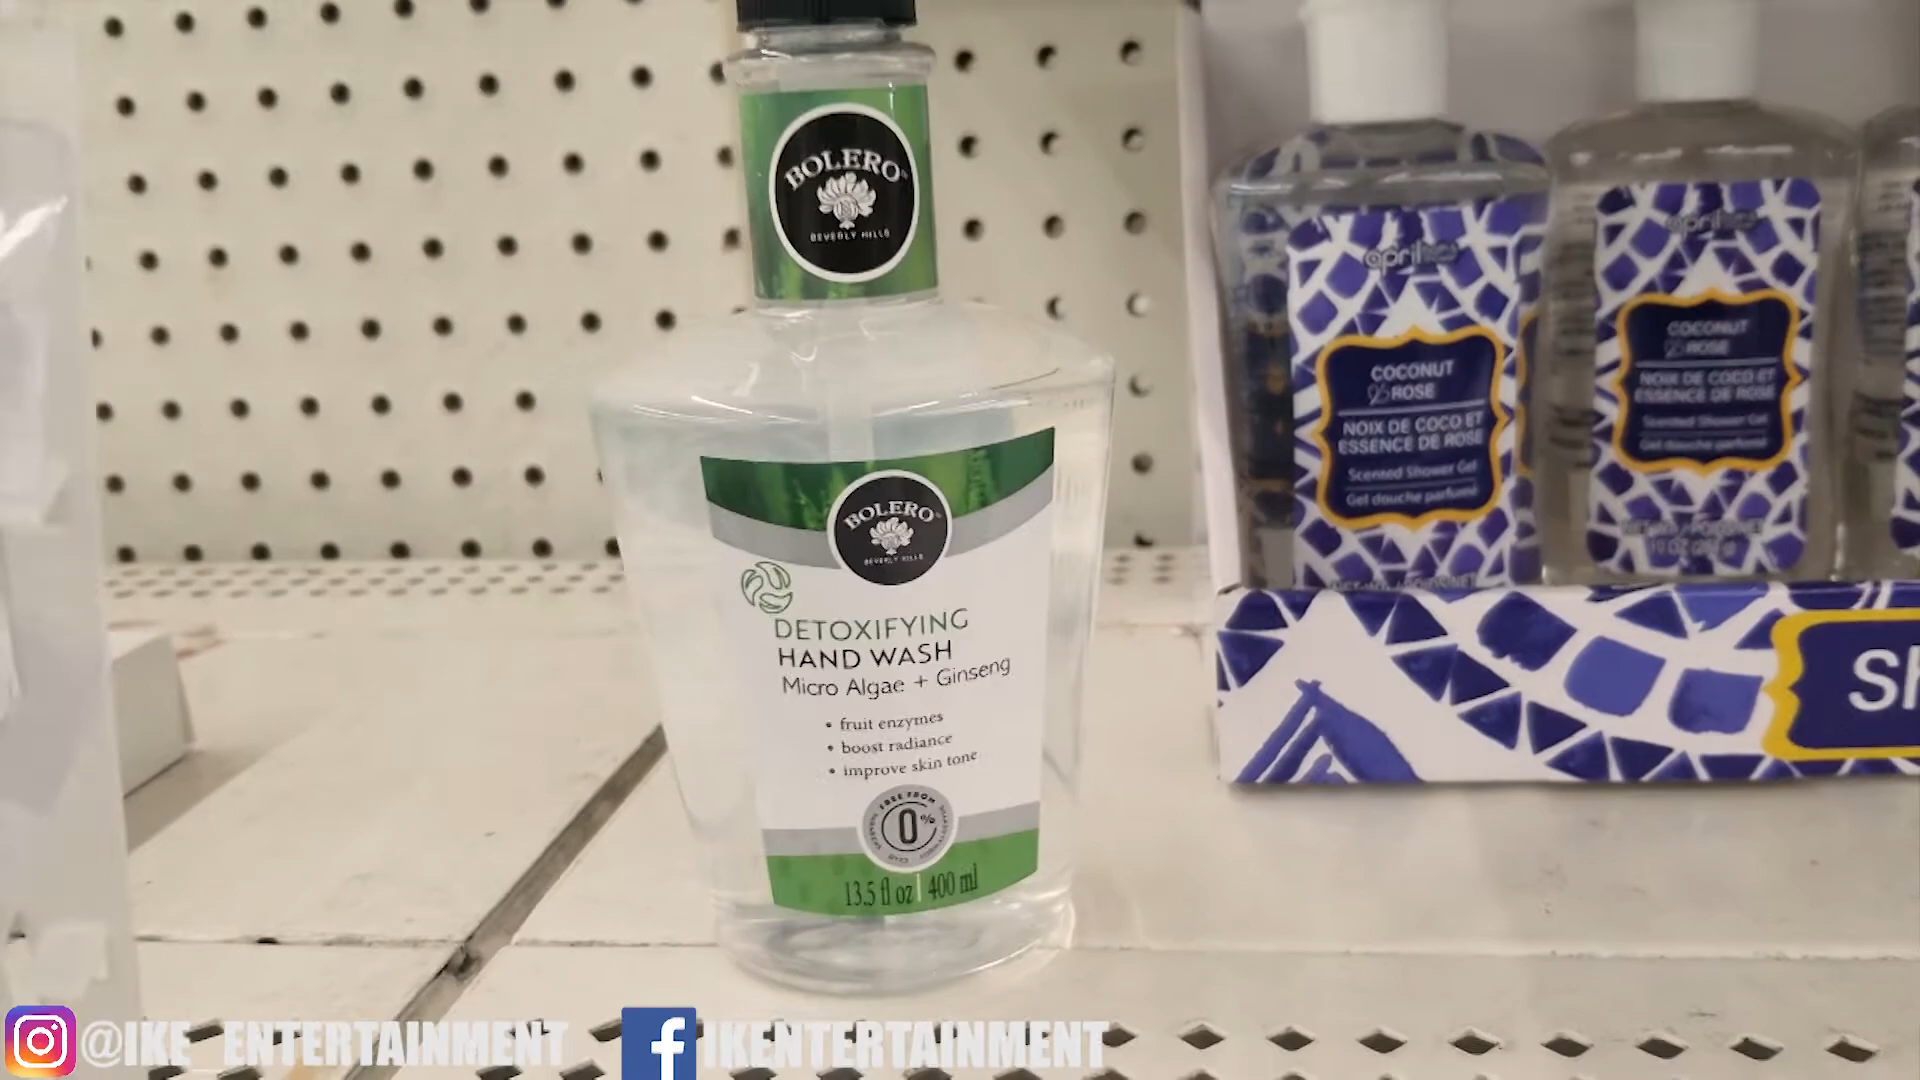 BOLERO
BEVERLY HILLS
BOLERO
BEVERLY HILLS
DETOXIFYING
HAND WASH
Micro Algae + Ginseng
• fruit enzymes
• boost radiance
• improve skin tone
FREE FROM
0%
13.5 fl oz | 400 ml
COCONUT
& ROSE
NOIX DE COCO ET
ESSENCE DE ROSE
Scented Shower Gel
Gel douche parfumé
COCONUT
& ROSE
NOIX DE COCO ET
ESSENCE DE ROSE
Scented Shower Gel
Gel douche parfumé
@IKE_ENTERTAINMENT
IKENTERTAINMENT